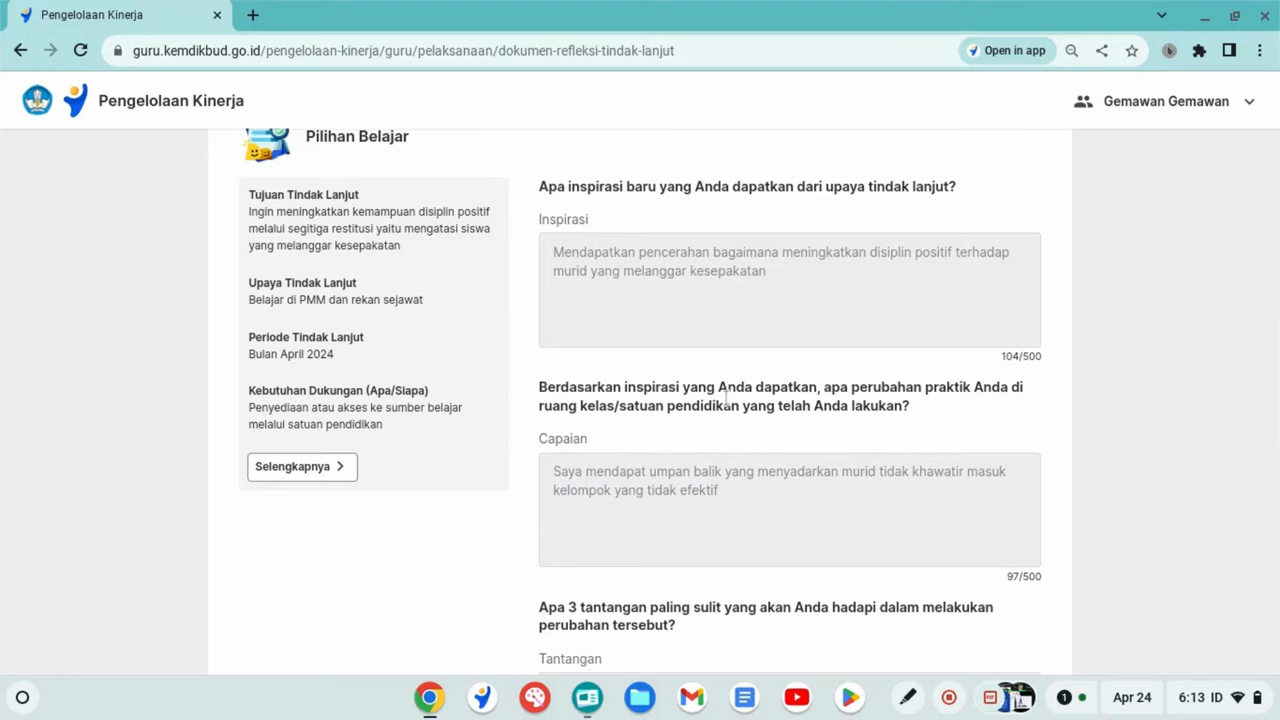 Pengelolaan Kinerja
guru.kemdikbud.go.id/pengelolaan-kinerja/guru/pelaksanaan/dokumen-refleksi-tindak-lanjut
Open in app
Pengelolaan Kinerja
Gemawan Gemawan
Pilihan Belajar
Tujuan Tindak Lanjut
Ingin meningkatkan kemampuan disiplin positif
melalui segitiga restitusi yaitu mengatasi siswa
yang melanggar kesepakatan
Upaya Tindak Lanjut
Belajar di PMM dan rekan sejawat
Periode Tindak Lanjut
Bulan April 2024
Kebutuhan Dukungan (Apa/Siapa)
Penyediaan atau akses ke sumber belajar
melalui satuan pendidikan
Selengkapnya
Apa inspirasi baru yang Anda dapatkan dari upaya tindak lanjut?
Inspirasi
Mendapatkan pencerahan bagaimana meningkatkan disiplin positif terhadap
murid yang melanggar kesepakatan
104/500
Berdasarkan inspirasi yang Anda dapatkan, apa perubahan praktik Anda di
ruang kelas/satuan pendidikan yang telah Anda lakukan?
Capaian
Saya mendapat umpan balik yang menyadarkan murid tidak khawatir masuk
kelompok yang tidak efektif
97/500
Apa 3 tantangan paling sulit yang akan Anda hadapi dalam melakukan
perubahan tersebut?
Tantangan
1
Apr 24
6:13 ID